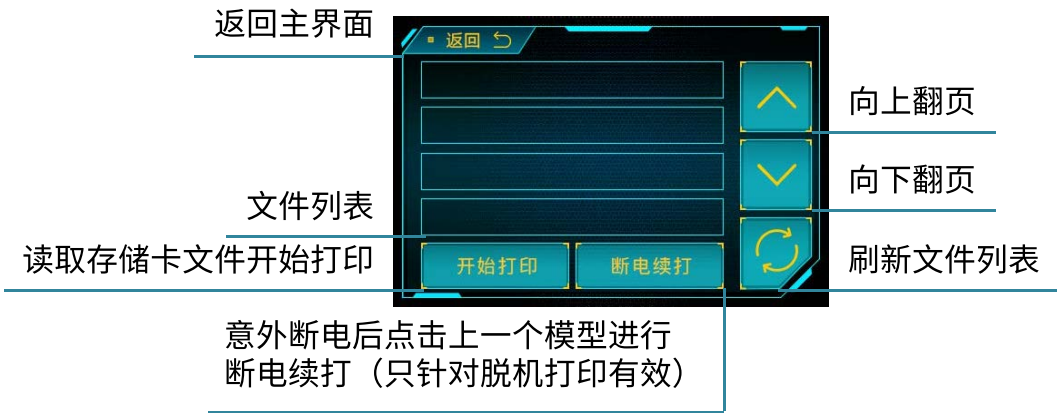 返回主界面
返回
向上翻页
向下翻页
文件列表
读取存储卡文件开始打印
开始打印
断电续打
刷新文件列表
意外断电后点击上一个模型进行
断电续打（只针对脱机打印有效）